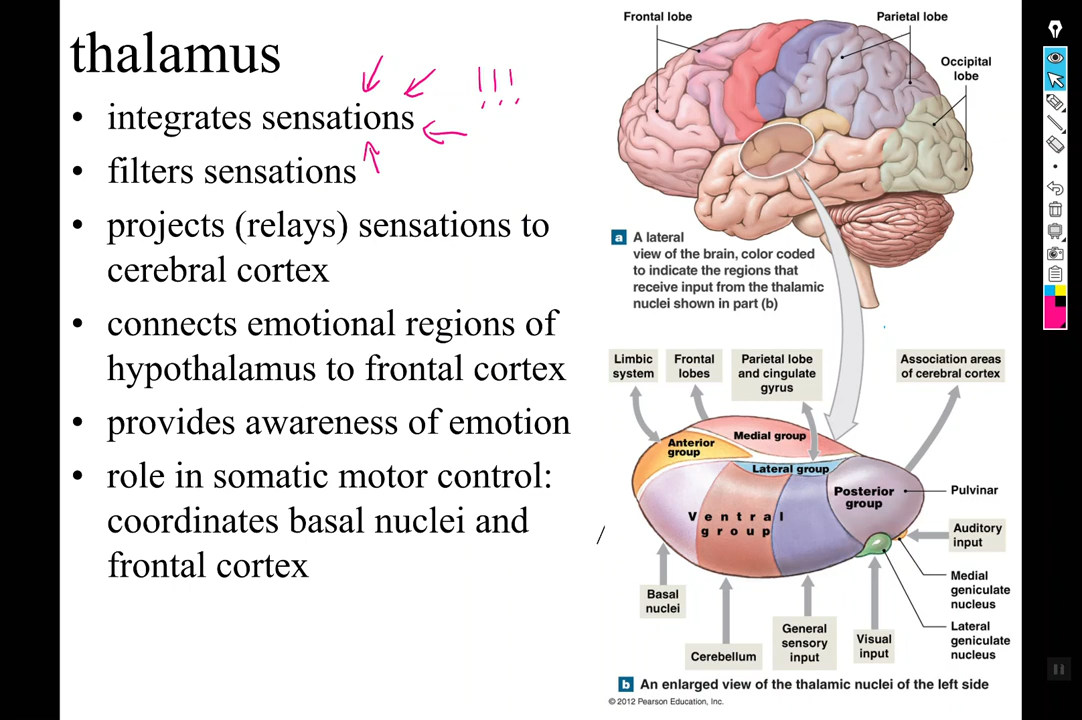 thalamus
• integrates sensations
!!!
• filters sensations
• projects (relays) sensations to
cerebral cortex
• connects emotional regions of
hypothalamus to frontal cortex
• provides awareness of emotion
• role in somatic motor control:
coordinates basal nuclei and
frontal cortex
Frontal lobe
Parietal lobe
Occipital
lobe
a A lateral
view of the brain, color coded
to indicate the regions that
receive input from the thalamic
nuclei shown in part (b)
Limbic
system
Frontal
lobes
Parietal lobe
and cingulate
gyrus
Association areas
of cerebral cortex
Anterior
group
Medial group
Lateral group
Posterior
group
Ventral
group
Pulvinar
Auditory
input
Medial
geniculate
nucleus
Lateral
geniculate
nucleus
Basal
nuclei
Cerebellum
General
sensory
input
Visual
input
b An enlarged view of the thalamic nuclei of the left side
© 2012 Pearson Education, Inc.